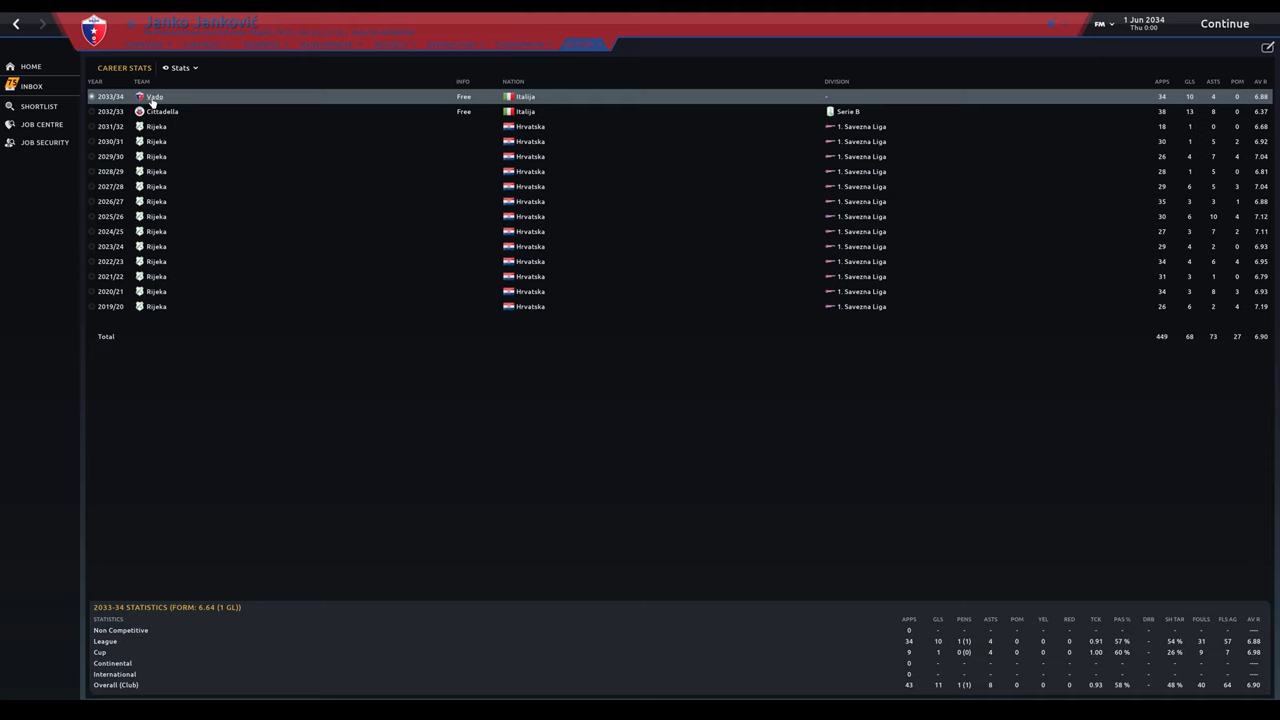 Janko Janković
FM
1 Jun 2034
Thu 0:00
Continue
HOME
INBOX
SHORTLIST
JOB CENTRE
JOB SECURITY
CAREER STATS Stats
YEAR TEAM INFO NATION DIVISION APPS GLS ASTS POM AV R
2033/34 Vado Free Italija - 34 10 4 0 6.88
2032/33 Cittadella Free Italija Serie B 38 13 8 0 6.37
2031/32 Rijeka Hrvatska 1. Savezna Liga 18 1 0 0 6.68
2030/31 Rijeka Hrvatska 1. Savezna Liga 30 1 5 2 6.92
2029/30 Rijeka Hrvatska 1. Savezna Liga 26 4 7 4 7.04
2028/29 Rijeka Hrvatska 1. Savezna Liga 28 1 5 0 6.81
2027/28 Rijeka Hrvatska 1. Savezna Liga 29 6 5 3 7.04
2026/27 Rijeka Hrvatska 1. Savezna Liga 35 3 3 1 6.88
2025/26 Rijeka Hrvatska 1. Savezna Liga 30 6 10 4 7.12
2024/25 Rijeka Hrvatska 1. Savezna Liga 27 3 7 2 7.11
2023/24 Rijeka Hrvatska 1. Savezna Liga 29 4 2 0 6.93
2022/23 Rijeka Hrvatska 1. Savezna Liga 34 4 6 4 6.95
2021/22 Rijeka Hrvatska 1. Savezna Liga 31 3 1 0 6.79
2020/21 Rijeka Hrvatska 1. Savezna Liga 34 3 8 3 6.93
2019/20 Rijeka Hrvatska 1. Savezna Liga 26 6 2 4 7.19
Total 449 68 73 27 6.90
2033-34 STATISTICS (FORM: 6.64 (1 GL))
STATISTICS APPS GLS PENS ASTS POM YEL RED TCK PAS % DRB SH TAR FOULS FLS AG AV R
Non Competitive 0 - - - - - - - - - - - - ---
League 34 10 1 (1) 4 0 0 0 0.91 57 % - 54 % 31 57 6.88
Cup 9 1 0 (0) 4 0 0 0 1.00 60 % - 26 % 9 7 6.98
Continental 0 - - - - - - - - - - - - ---
International 0 - - - - - - - - - - - - ---
Overall (Club) 43 11 1 (1) 8 0 0 0 0.93 58 % - 48 % 40 64 6.90